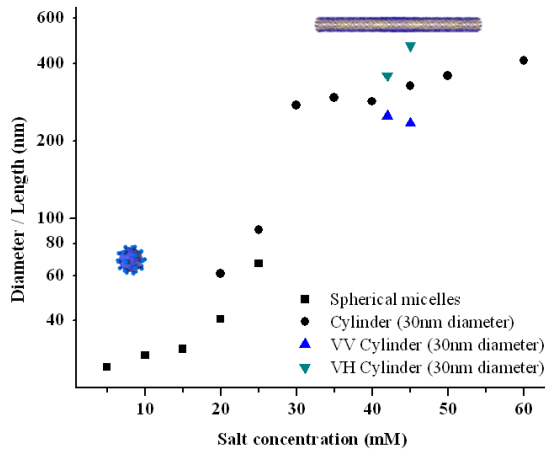 600
400
200
100
80
60
40
Diameter / Length (nm)
Spherical micelles
Cylinder (30nm diameter)
VV Cylinder (30nm diameter)
VH Cylinder (30nm diameter)
10 20 30 40 50 60
Salt concentration (mM)